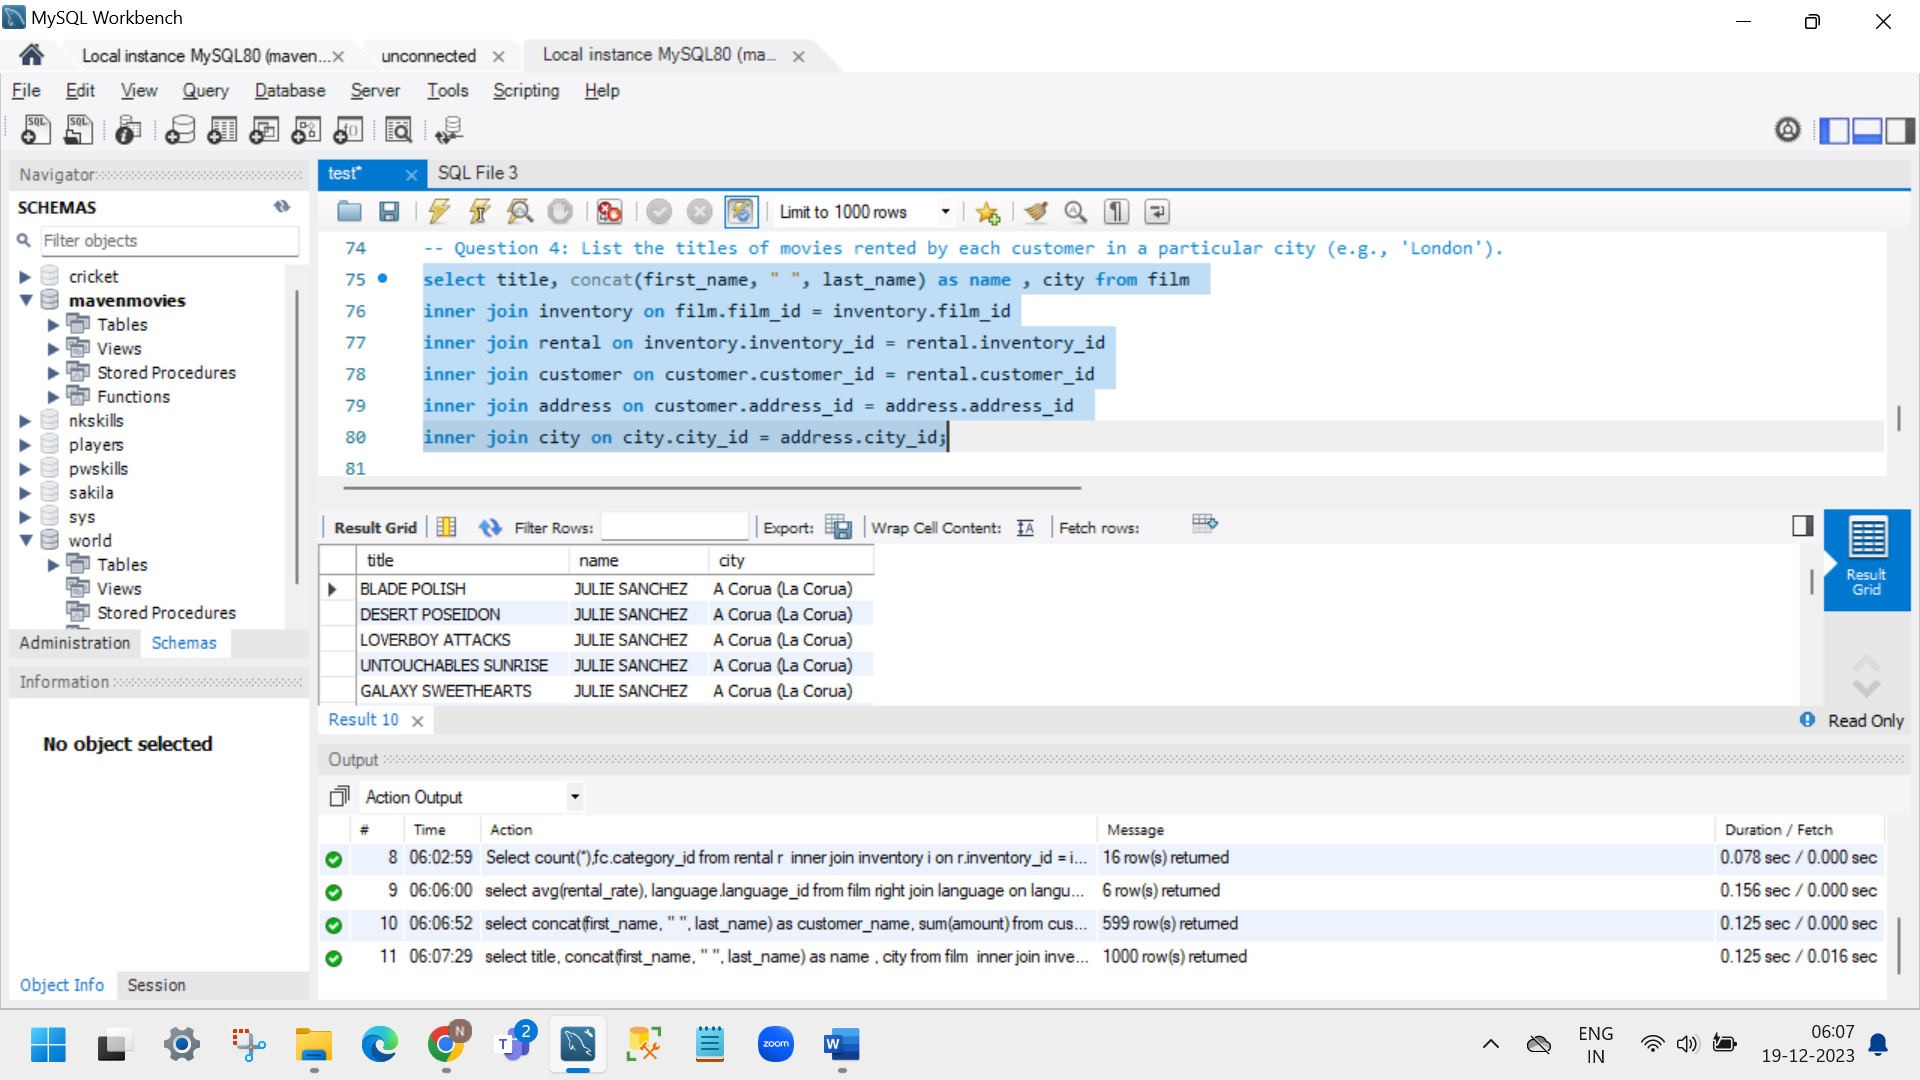 MySQL Workbench
Local instance MySQL80 (maven... unconnected Local instance MySQL80 (ma...
File Edit View Query Database Server Tools Scripting Help
Navigator
SCHEMAS
Filter objects
cricket
mavenmovies
Tables
Views
Stored Procedures
Functions
nkskills
players
pwskills
sakila
sys
world
Tables
Views
Stored Procedures
Administration Schemas
Information
No object selected
Object Info Session
test* SQL File 3
Limit to 1000 rows
74 -- Question 4: List the titles of movies rented by each customer in a particular city (e.g., 'London').
75 select title, concat(first_name, " ", last_name) as name , city from film
76 inner join inventory on film.film_id = inventory.film_id
77 inner join rental on inventory.inventory_id = rental.inventory_id
78 inner join customer on customer.customer_id = rental.customer_id
79 inner join address on customer.address_id = address.address_id
80 inner join city on city.city_id = address.city_id;
81
Result Grid Filter Rows: Export: Wrap Cell Content: Fetch rows:
title name city
BLADE POLISH JULIE SANCHEZ A Corua (La Corua)
DESERT POSEIDON JULIE SANCHEZ A Corua (La Corua)
LOVERBOY ATTACKS JULIE SANCHEZ A Corua (La Corua)
UNTOUCHABLES SUNRISE JULIE SANCHEZ A Corua (La Corua)
GALAXY SWEETHEARTS JULIE SANCHEZ A Corua (La Corua)
Result
Grid
Result 10 Read Only
Output
Action Output
# Time Action Message Duration / Fetch
8 06:02:59 Select count(*),fc.category_id from rental r inner join inventory i on r.inventory_id = i... 16 row(s) returned 0.078 sec / 0.000 sec
9 06:06:00 select avg(rental_rate), language.language_id from film right join language on langu... 6 row(s) returned 0.156 sec / 0.000 sec
10 06:06:52 select concat(first_name, " ", last_name) as customer_name, sum(amount) from cus... 599 row(s) returned 0.125 sec / 0.000 sec
11 06:07:29 select title, concat(first_name, " ", last_name) as name , city from film inner join inve... 1000 row(s) returned 0.125 sec / 0.016 sec
N 2 zoom W
ENG
IN
06:07
19-12-2023